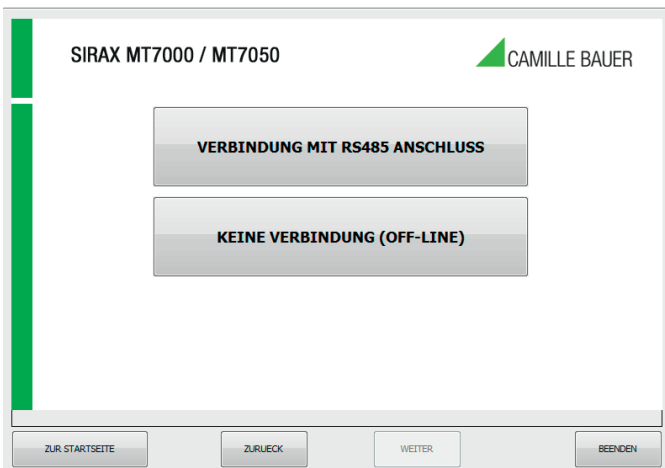 SIRAX MT7000 / MT7050
CAMILLE BAUER
VERBINDUNG MIT RS485 ANSCHLUSS
KEINE VERBINDUNG (OFF-LINE)
ZUR STARTSEITE
ZURUECK
WEITER
BEENDEN